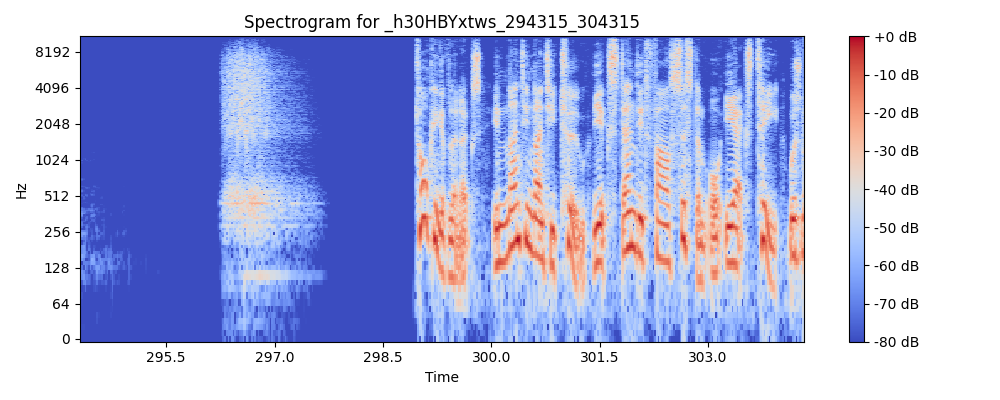 Spectrogram for _h30HBYxtws_294315_304315
8192
4096
2048
1024
512
256
128
64
0
Hz
295.5 297.0 298.5 300.0 301.5 303.0
Time
+0 dB
-10 dB
-20 dB
-30 dB
-40 dB
-50 dB
-60 dB
-70 dB
-80 dB